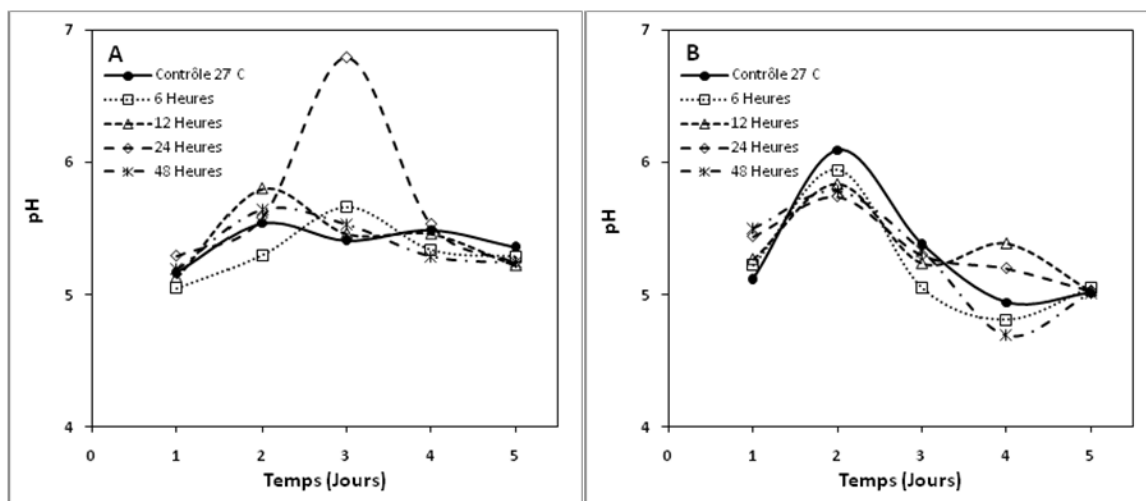 A
Contrôle 27 C
6 Heures
12 Heures
24 Heures
48 Heures
pH
7
6
5
4
0 1 2 3 4 5
Temps (Jours)
B
Contrôle 27 C
6 Heures
12 Heures
24 Heures
48 Heures
pH
7
6
5
4
0 1 2 3 4 5
Temps (Jours)